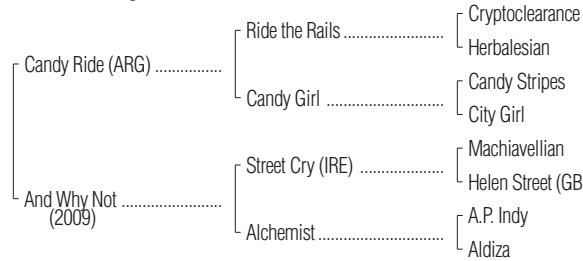 Cryptoclearance
Ride the Rails
Herbalesian
Candy Ride (ARG)
Candy Stripes
Candy Girl
City Girl
Machiavellian
Street Cry (IRE)
Helen Street (GB
And Why Not
(2009)
A.P. Indy
Alchemist
Aldiza